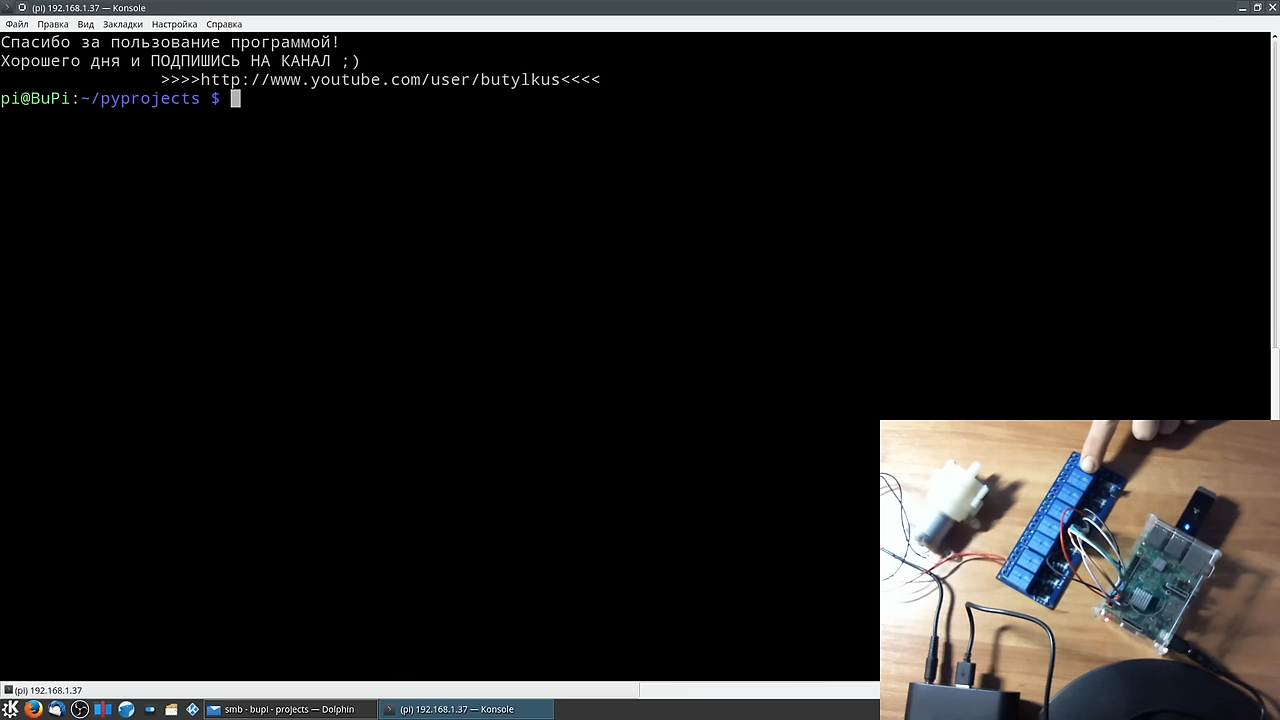 (pi) 192.168.1.37 — Konsole
Файл Правка Вид Закладки Настройка Справка
Спасибо за пользование программой!
Хорошего дня и ПОДПИШИСЬ НА КАНАЛ ;)
>>>>http://www.youtube.com/user/butylkus<<<<
pi@BuPi:~/pyprojects $
(pi) 192.168.1.37
smb - bupi - projects — Dolphin
(pi) 192.168.1.37 — Konsole